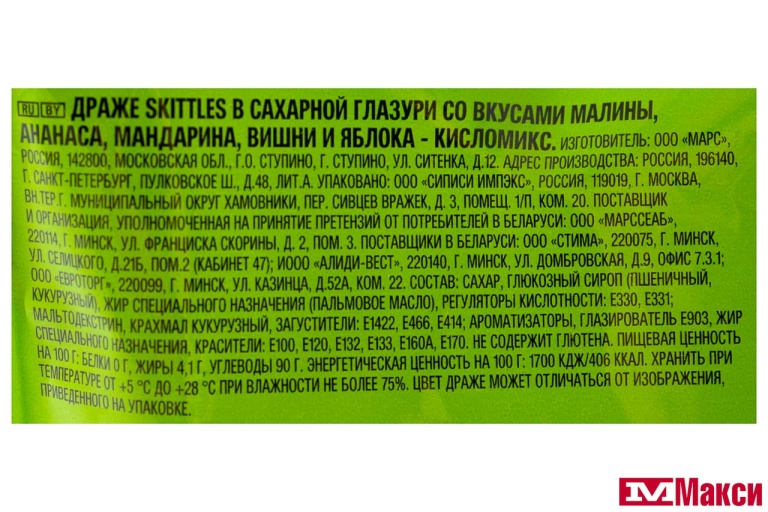 RU BY ДРАЖЕ SKITTLES В САХАРНОЙ ГЛАЗУРИ СО ВКУСАМИ МАЛИНЫ,
АНАНАСА, МАНДАРИНА, ВИШНИ И ЯБЛОКА - КИСЛОМИКС. ИЗГОТОВИТЕЛЬ: ООО «МАРС»,
РОССИЯ, 142800, МОСКОВСКАЯ ОБЛ., Г.О. СТУПИНО, Г. СТУПИНО, УЛ. СИТЕНКА, Д.12. АДРЕС ПРОИЗВОДСТВА: РОССИЯ, 196140,
Г. САНКТ-ПЕТЕРБУРГ, ПУЛКОВСКОЕ Ш., Д.48, ЛИТ.А. УПАКОВАНО: ООО «СИПИСИ ИМПЭКС», РОССИЯ, 119019, Г. МОСКВА,
ВН.ТЕР.Г. МУНИЦИПАЛЬНЫЙ ОКРУГ ХАМОВНИКИ, ПЕР. СИВЦЕВ ВРАЖЕК, Д. 3, ПОМЕЩ. 1/П, КОМ. 20. ПОСТАВЩИК
И ОРГАНИЗАЦИЯ, УПОЛНОМОЧЕННАЯ НА ПРИНЯТИЕ ПРЕТЕНЗИЙ ОТ ПОТРЕБИТЕЛЕЙ В БЕЛАРУСИ: ООО «МАРССЕАБ»,
220114, Г. МИНСК, УЛ. ФРАНЦИСКА СКОРИНЫ, Д. 2, ПОМ. 3. ПОСТАВЩИКИ В БЕЛАРУСИ: ООО «СТИМА», 220075, Г. МИНСК,
УЛ. СЕЛИЦКОГО, Д.21Б, ПОМ.2 (КАБИНЕТ 47); ИООО «АЛИДИ-ВЕСТ», 220140, Г. МИНСК, УЛ. ДОМБРОВСКАЯ, Д.9, ОФИС 7.3.1;
ООО «ЕВРОТОРГ», 220099, Г. МИНСК, УЛ. КАЗИНЦА, Д.52А, КОМ. 22. СОСТАВ: САХАР, ГЛЮКОЗНЫЙ СИРОП (ПШЕНИЧНЫЙ,
КУКУРУЗНЫЙ), ЖИР СПЕЦИАЛЬНОГО НАЗНАЧЕНИЯ (ПАЛЬМОВОЕ МАСЛО), РЕГУЛЯТОРЫ КИСЛОТНОСТИ: Е330, Е331;
МАЛЬТОДЕКСТРИН, КРАХМАЛ КУКУРУЗНЫЙ, ЗАГУСТИТЕЛИ: Е1422, Е466, Е414; АРОМАТИЗАТОРЫ, ГЛАЗИРОВАТЕЛЬ Е903, ЖИР
СПЕЦИАЛЬНОГО НАЗНАЧЕНИЯ, КРАСИТЕЛИ: Е100, Е120, Е132, Е133, Е160А, Е170. НЕ СОДЕРЖИТ ГЛЮТЕНА. ПИЩЕВАЯ ЦЕННОСТЬ
НА 100 Г: БЕЛКИ 0 Г, ЖИРЫ 4,1 Г, УГЛЕВОДЫ 90 Г. ЭНЕРГЕТИЧЕСКАЯ ЦЕННОСТЬ НА 100 Г: 1700 КДЖ/406 ККАЛ. ХРАНИТЬ ПРИ
ТЕМПЕРАТУРЕ ОТ +5 °С ДО +28 °С ПРИ ВЛАЖНОСТИ НЕ БОЛЕЕ 75%. ЦВЕТ ДРАЖЕ МОЖЕТ ОТЛИЧАТЬСЯ ОТ ИЗОБРАЖЕНИЯ,
ПРИВЕДЕННОГО НА УПАКОВКЕ.
М Макси